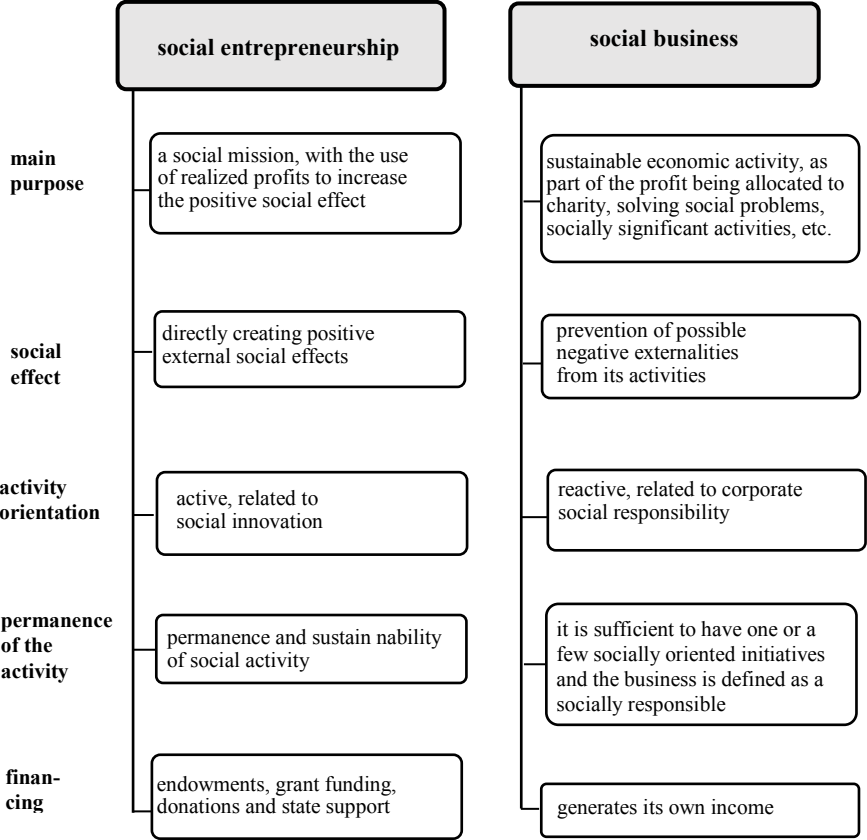 social entrepreneurship
social business
main
purpose
a social mission, with the use
of realized profits to increase
the positive social effect
sustainable economic activity, as
part of the profit being allocated to
charity, solving social problems,
socially significant activities, etc.
social
effect
directly creating positive
external social effects
prevention of possible
negative externalities
from its activities
activity
orientation
active, related to
social innovation
reactive, related to corporate
social responsibility
permanence
of the
activity
permanence and sustain nability
of social activity
it is sufficient to have one or a
few socially oriented initiatives
and the business is defined as a
socially responsible
finan-
cing
endowments, grant funding,
donations and state support
generates its own income